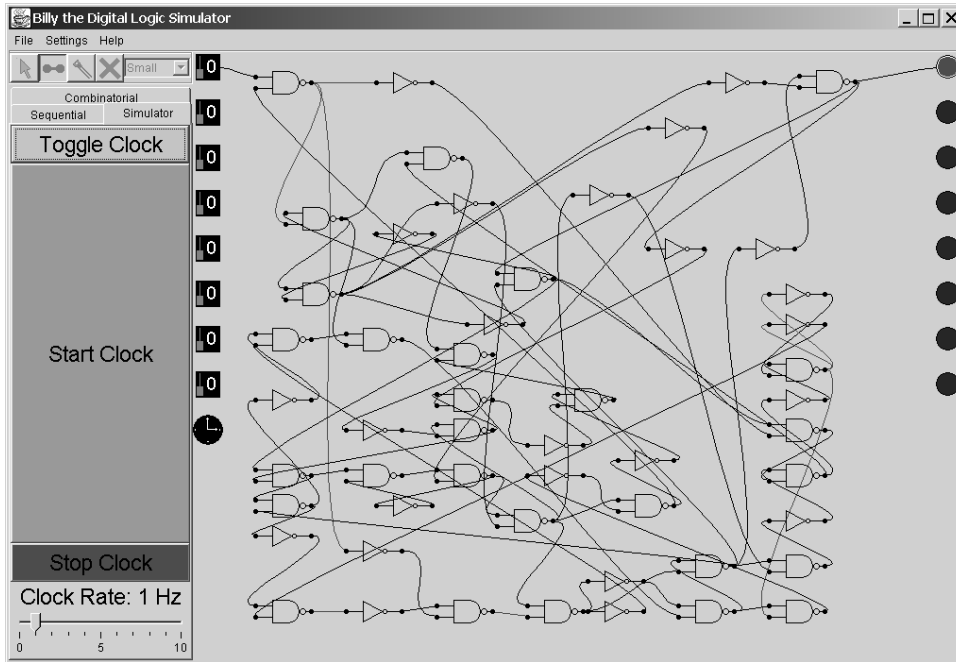 Billy the Digital Logic Simulator
File Settings Help
Small
Combinatorial
Sequential Simulator
Toggle Clock
Start Clock
Stop Clock
Clock Rate: 1 Hz
0 5 10
0
0
0
0
0
0
0
0